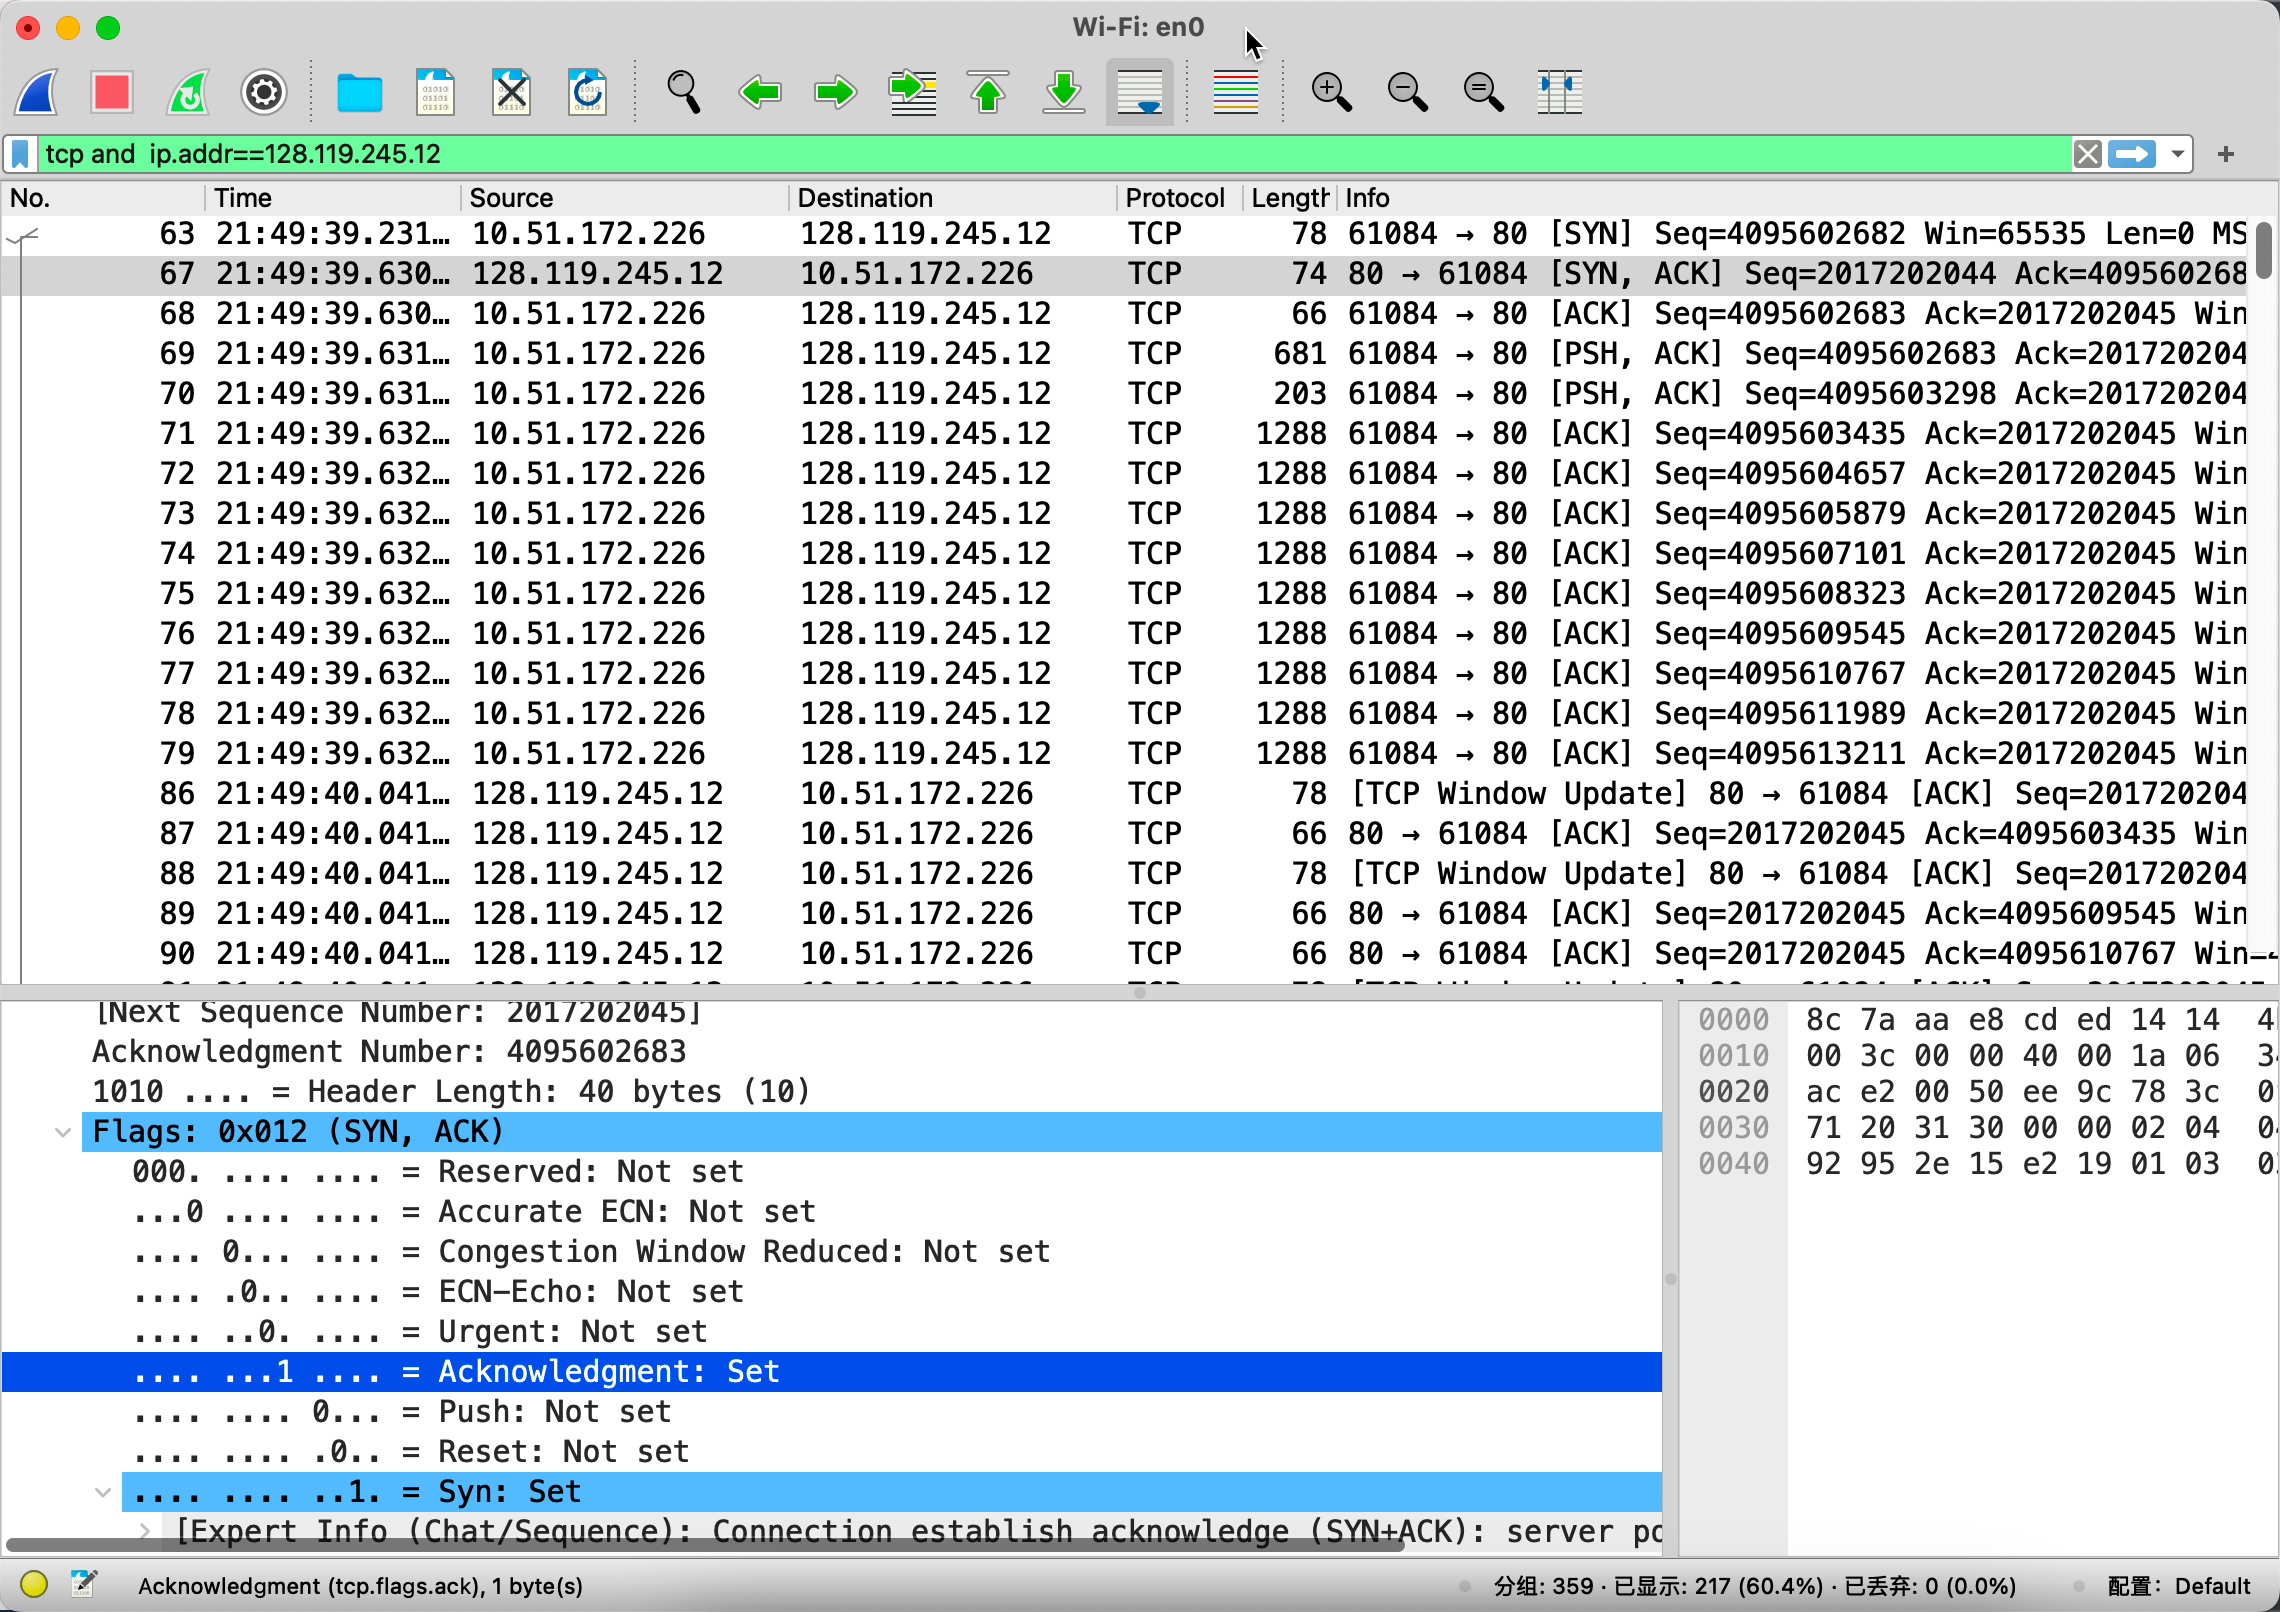 Wi-Fi: en0
tcp and  ip.addr==128.119.245.12
No. Time Source Destination Protocol Length Info
63 21:49:39.231… 10.51.172.226 128.119.245.12 TCP 78 61084 → 80 [SYN] Seq=4095602682 Win=65535 Len=0 MS
67 21:49:39.630… 128.119.245.12 10.51.172.226 TCP 74 80 → 61084 [SYN, ACK] Seq=2017202044 Ack=409560268
68 21:49:39.630… 10.51.172.226 128.119.245.12 TCP 66 61084 → 80 [ACK] Seq=4095602683 Ack=2017202045 Win
69 21:49:39.631… 10.51.172.226 128.119.245.12 TCP 681 61084 → 80 [PSH, ACK] Seq=4095602683 Ack=201720204
70 21:49:39.631… 10.51.172.226 128.119.245.12 TCP 203 61084 → 80 [PSH, ACK] Seq=4095603298 Ack=201720204
71 21:49:39.632… 10.51.172.226 128.119.245.12 TCP 1288 61084 → 80 [ACK] Seq=4095603435 Ack=2017202045 Win
72 21:49:39.632… 10.51.172.226 128.119.245.12 TCP 1288 61084 → 80 [ACK] Seq=4095604657 Ack=2017202045 Win
73 21:49:39.632… 10.51.172.226 128.119.245.12 TCP 1288 61084 → 80 [ACK] Seq=4095605879 Ack=2017202045 Win
74 21:49:39.632… 10.51.172.226 128.119.245.12 TCP 1288 61084 → 80 [ACK] Seq=4095607101 Ack=2017202045 Win
75 21:49:39.632… 10.51.172.226 128.119.245.12 TCP 1288 61084 → 80 [ACK] Seq=4095608323 Ack=2017202045 Win
76 21:49:39.632… 10.51.172.226 128.119.245.12 TCP 1288 61084 → 80 [ACK] Seq=4095609545 Ack=2017202045 Win
77 21:49:39.632… 10.51.172.226 128.119.245.12 TCP 1288 61084 → 80 [ACK] Seq=4095610767 Ack=2017202045 Win
78 21:49:39.632… 10.51.172.226 128.119.245.12 TCP 1288 61084 → 80 [ACK] Seq=4095611989 Ack=2017202045 Win
79 21:49:39.632… 10.51.172.226 128.119.245.12 TCP 1288 61084 → 80 [ACK] Seq=4095613211 Ack=2017202045 Win
86 21:49:40.041… 128.119.245.12 10.51.172.226 TCP 78 [TCP Window Update] 80 → 61084 [ACK] Seq=201720204
87 21:49:40.041… 128.119.245.12 10.51.172.226 TCP 66 80 → 61084 [ACK] Seq=2017202045 Ack=4095603435 Win
88 21:49:40.041… 128.119.245.12 10.51.172.226 TCP 78 [TCP Window Update] 80 → 61084 [ACK] Seq=201720204
89 21:49:40.041… 128.119.245.12 10.51.172.226 TCP 66 80 → 61084 [ACK] Seq=2017202045 Ack=4095609545 Win
90 21:49:40.041… 128.119.245.12 10.51.172.226 TCP 66 80 → 61084 [ACK] Seq=2017202045 Ack=4095610767 Win=
[Next Sequence Number: 2017202045]
Acknowledgment Number: 4095602683
1010 .... = Header Length: 40 bytes (10)
Flags: 0x012 (SYN, ACK)
000. .... .... = Reserved: Not set
...0 .... .... = Accurate ECN: Not set
.... 0... .... = Congestion Window Reduced: Not set
.... .0.. .... = ECN-Echo: Not set
.... ..0. .... = Urgent: Not set
.... ...1 .... = Acknowledgment: Set
.... .... 0... = Push: Not set
.... .... .0.. = Reset: Not set
.... .... ..1. = Syn: Set
[Expert Info (Chat/Sequence): Connection establish acknowledge (SYN+ACK): server po
0000 8c 7a aa e8 cd ed 14 14 4
0010 00 3c 00 00 40 00 1a 06 3
0020 ac e2 00 50 ee 9c 78 3c 0
0030 71 20 31 30 00 00 02 04 0
0040 92 95 2e 15 e2 19 01 03 0
Acknowledgment (tcp.flags.ack), 1 byte(s)
分组: 359 · 已显示: 217 (60.4%) · 已丢弃: 0 (0.0%)
配置: Default